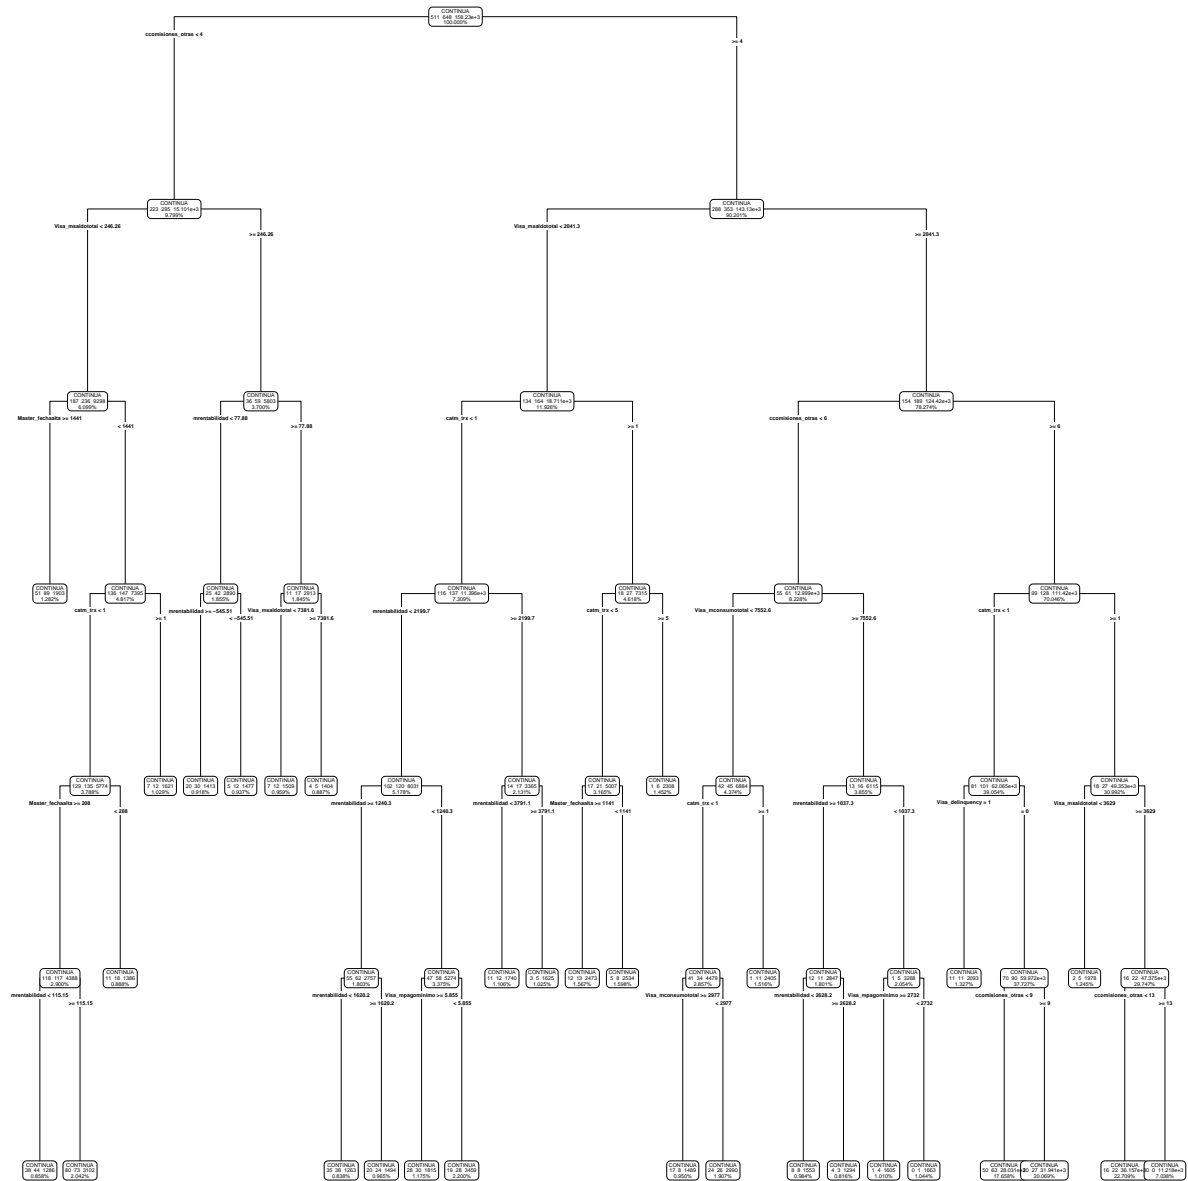 CONTINUA
511 648 158.23e+3
100.000%
ccomisiones_otras < 4
>= 4
CONTINUA
223 295 15.101e+3
9.799%
CONTINUA
288 353 143.13e+3
90.201%
Visa_msaldototal < 246.26
>= 246.26
Visa_msaldototal < 2041.3
>= 2041.3
CONTINUA
187 236 9298
6.099%
CONTINUA
36 59 5803
3.700%
CONTINUA
134 164 18.711e+3
11.926%
CONTINUA
154 189 124.42e+3
78.274%
Master_fechaalta >= 1441
< 1441
mrentabilidad < 77.88
>= 77.88
catm_trx < 1
>= 1
ccomisiones_otras < 6
>= 6
CONTINUA
51 89 1903
1.282%
CONTINUA
136 147 7395
4.817%
CONTINUA
25 42 2890
1.855%
CONTINUA
11 17 2913
1.845%
CONTINUA
116 137 11.396e+3
7.309%
CONTINUA
18 27 7315
4.618%
CONTINUA
55 61 12.999e+3
8.228%
CONTINUA
99 128 111.42e+3
70.046%
catm_trx < 1
>= 1
mrentabilidad >= −545.51
< −545.51
Visa_msaldototal < 7381.6
>= 7381.6
mrentabilidad < 2199.7
>= 2199.7
catm_trx < 5
>= 5
Visa_mconsumototal < 7552.6
>= 7552.6
catm_trx < 1
>= 1
CONTINUA
129 135 5774
3.788%
CONTINUA
7 12 1621
1.029%
CONTINUA
20 30 1413
0.918%
CONTINUA
5 12 1477
0.937%
CONTINUA
7 12 1509
0.959%
CONTINUA
4 5 1404
0.887%
CONTINUA
102 120 8031
5.178%
CONTINUA
14 17 3365
2.131%
CONTINUA
17 21 5007
3.165%
CONTINUA
1 6 2308
1.452%
CONTINUA
42 45 6884
4.374%
CONTINUA
13 16 6115
3.855%
CONTINUA
81 101 62.065e+3
39.054%
CONTINUA
18 27 49.353e+3
30.992%
Master_fechaalta >= 208
< 208
mrentabilidad >= 1240.3
< 1240.3
mrentabilidad < 3791.1
>= 3791.1
Master_fechaalta >= 1141
< 1141
catm_trx < 1
>= 1
mrentabilidad >= 1037.3
< 1037.3
Visa_delinquency = 1
= 0
Visa_msaldototal < 3629
>= 3629
CONTINUA
118 117 4388
2.900%
CONTINUA
11 18 1386
0.888%
CONTINUA
55 62 2757
1.803%
CONTINUA
47 58 5274
3.375%
CONTINUA
11 12 1740
1.106%
CONTINUA
3 5 1625
1.025%
CONTINUA
12 13 2473
1.567%
CONTINUA
5 8 2534
1.598%
CONTINUA
41 34 4479
2.857%
CONTINUA
1 11 2405
1.516%
CONTINUA
12 11 2847
1.801%
CONTINUA
1 5 3268
2.054%
CONTINUA
11 11 2093
1.327%
CONTINUA
70 90 59.972e+3
37.727%
CONTINUA
2 5 1978
1.245%
CONTINUA
16 22 47.375e+3
29.747%
mrentabilidad < 115.15
>= 115.15
mrentabilidad < 1620.2
>= 1620.2
Visa_mpagominimo >= 5.855
< 5.855
Visa_mconsumototal >= 2977
< 2977
mrentabilidad < 2628.2
>= 2628.2
Visa_mpagominimo >= 2732
< 2732
ccomisiones_otras < 9
>= 9
ccomisiones_otras < 13
>= 13
CONTINUA
38 44 1286
0.858%
CONTINUA
80 73 3102
2.042%
CONTINUA
35 38 1263
0.838%
CONTINUA
20 24 1494
0.965%
CONTINUA
28 30 1815
1.175%
CONTINUA
19 28 3459
2.200%
CONTINUA
17 8 1489
0.950%
CONTINUA
24 26 2990
1.907%
CONTINUA
8 8 1553
0.984%
CONTINUA
4 3 1294
0.816%
CONTINUA
1 4 1605
1.010%
CONTINUA
0 1 1663
1.044%
CONTINUA
50 63 28.031e+3
17.658%
CONTINUA
20 27 31.941e+3
20.069%
CONTINUA
16 22 36.157e+3
22.709%
CONTINUA
0 0 11.218e+3
7.038%